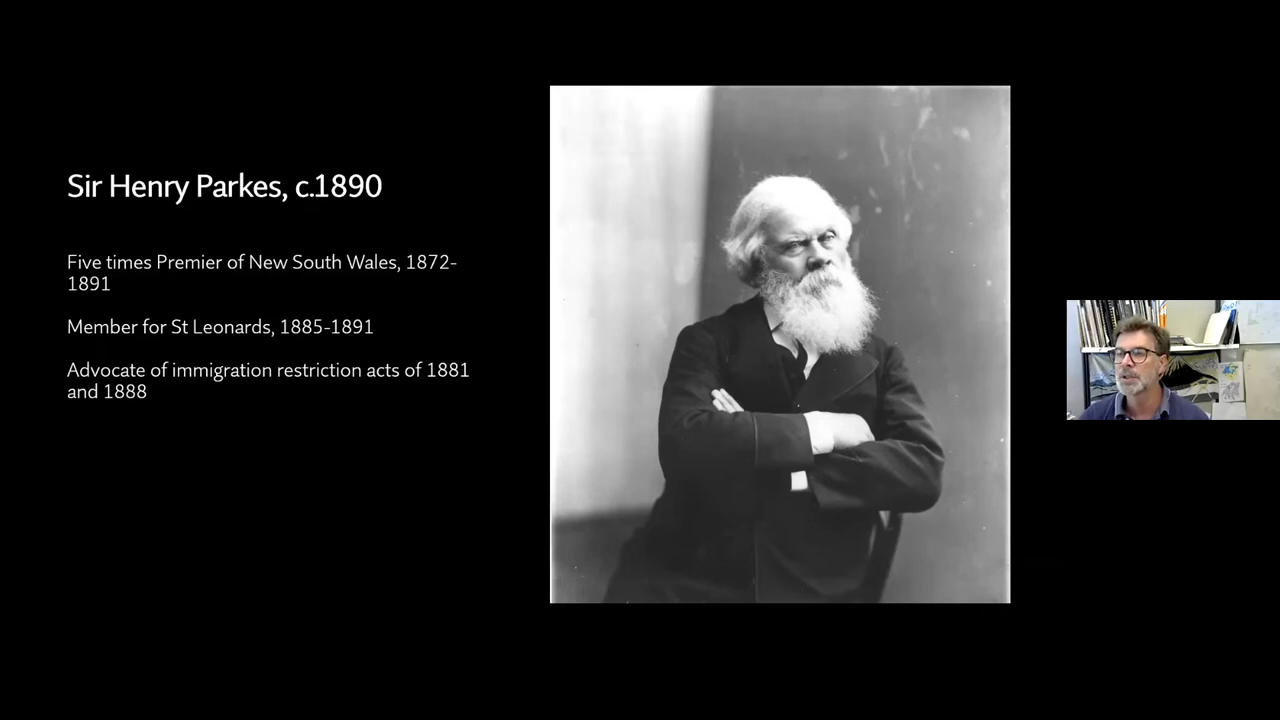 Sir Henry Parkes, c.1890
Five times Premier of New South Wales, 1872-
1891
Member for St Leonards, 1885-1891
Advocate of immigration restriction acts of 1881
and 1888